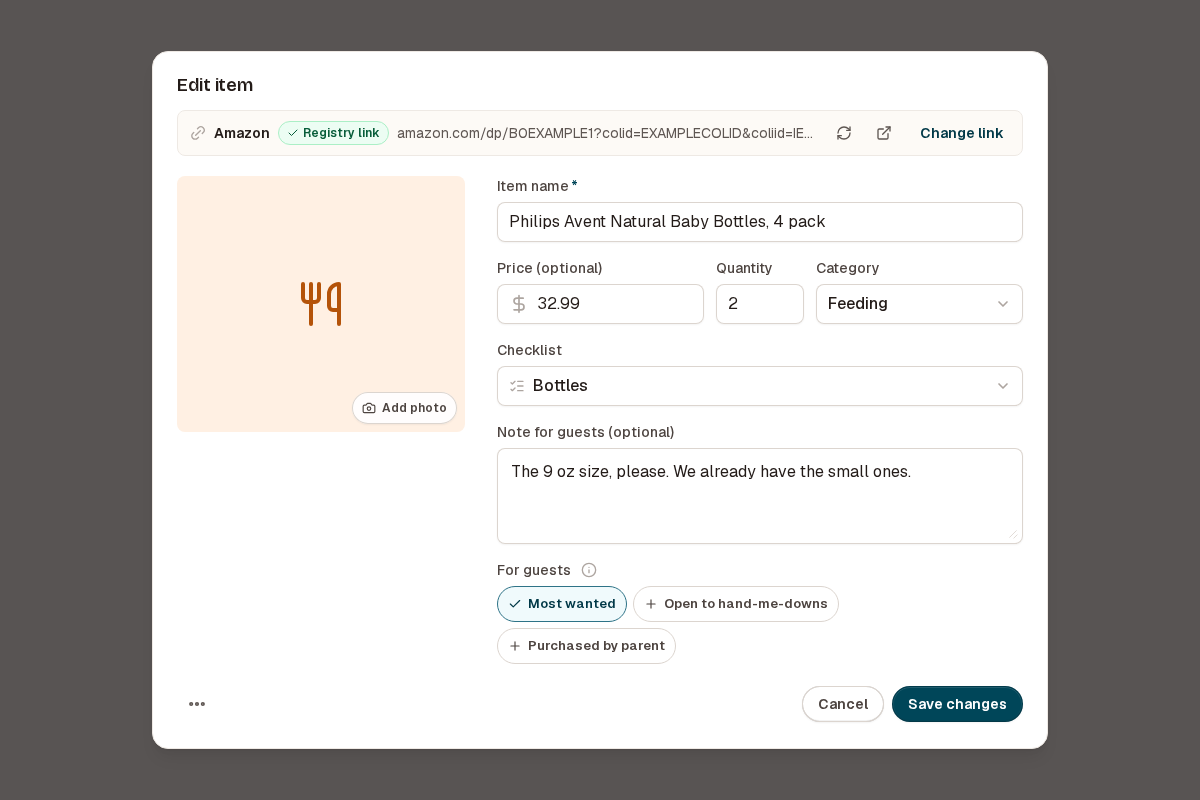 Edit item
Amazon Registry link amazon.com/dp/BOEXAMPLE1?colid=EXAMPLECOLID&coliid=IE... Change link
Item name *
Philips Avent Natural Baby Bottles, 4 pack
Price (optional) Quantity Category
$ 32.99 2 Feeding
Checklist
Bottles
Add photo
Note for guests (optional)
The 9 oz size, please. We already have the small ones.
For guests
Most wanted + Open to hand-me-downs
+ Purchased by parent
Cancel Save changes